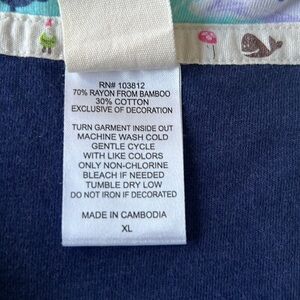 RN# 103812
70% RAYON FROM BAMBOO
30% COTTON
EXCLUSIVE OF DECORATION
TURN GARMENT INSIDE OUT
MACHINE WASH COLD
GENTLE CYCLE
WITH LIKE COLORS
ONLY NON-CHLORINE
BLEACH IF NEEDED
TUMBLE DRY LOW
DO NOT IRON IF DECORATED
MADE IN CAMBODIA
XL